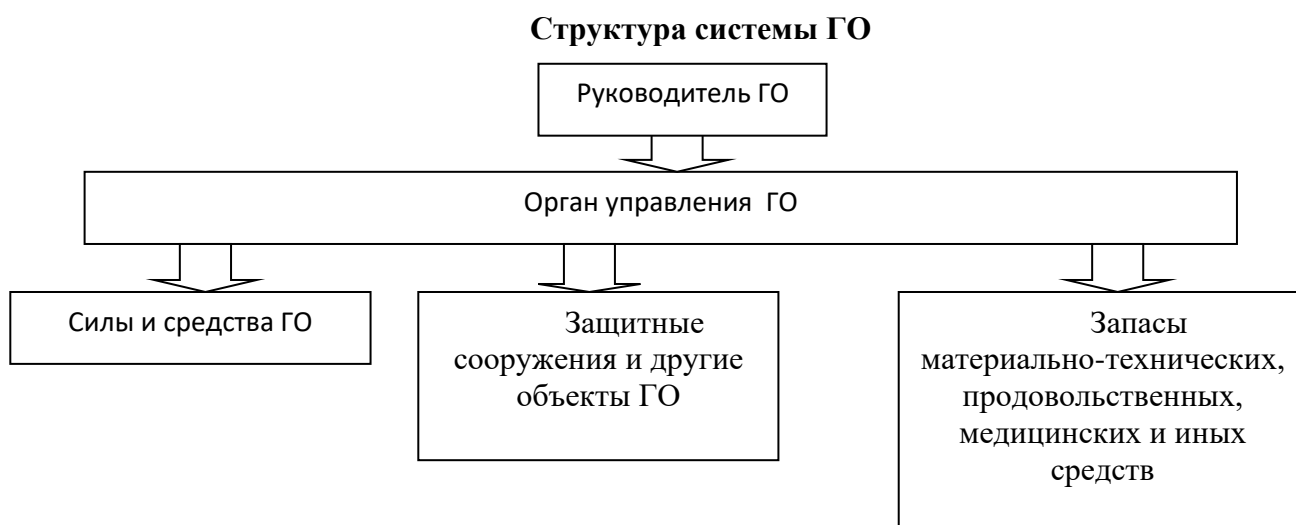 Структура системы ГО
Руководитель ГО
Орган управления ГО
Силы и средства ГО
Защитные
сооружения и другие
объекты ГО
Запасы
материально-технических,
продовольственных,
медицинских и иных
средств